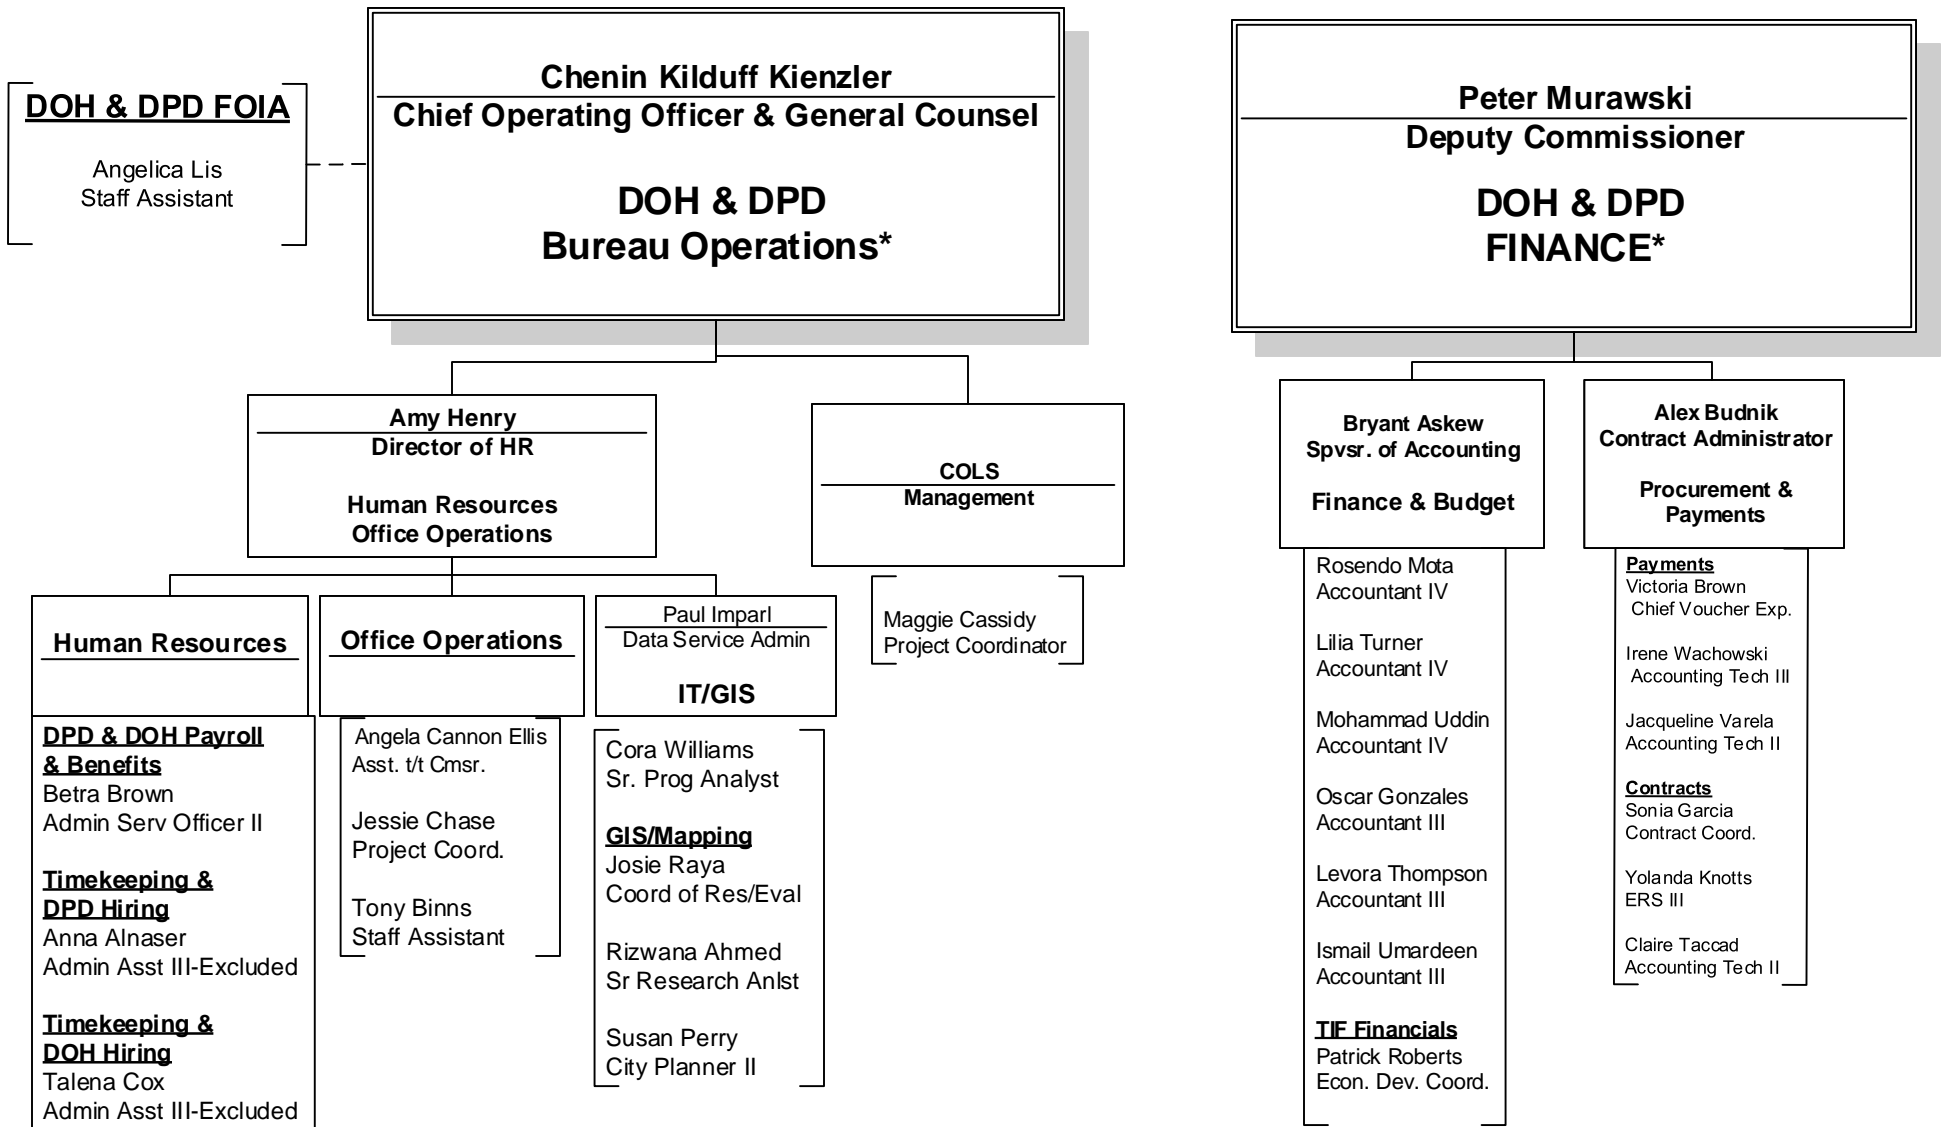 DOH & DPD FOIA
Angelica Lis
Staff Assistant
Chenin Kilduff Kienzler
Chief Operating Officer & General Counsel
DOH & DPD
Bureau Operations*
Peter Murawski
Deputy Commissioner
DOH & DPD
FINANCE*
Amy Henry
Director of HR
Human Resources
Office Operations
COLS
Management
Maggie Cassidy
Project Coordinator
Human Resources
DPD & DOH Payroll
& Benefits
Betra Brown
Admin Serv Officer II
Timekeeping &
DPD Hiring
Anna Alnaser
Admin Asst III-Excluded
Timekeeping &
DOH Hiring
Talena Cox
Admin Asst III-Excluded
Office Operations
Angela Cannon Ellis
Asst. t/t Cmsr.
Jessie Chase
Project Coord.
Tony Binns
Staff Assistant
Paul Imparl
Data Service Admin
IT/GIS
Cora Williams
Sr. Prog Analyst
GIS/Mapping
Josie Raya
Coord of Res/Eval
Rizwana Ahmed
Sr Research Anlst
Susan Perry
City Planner II
Bryant Askew
Spvsr. of Accounting
Finance & Budget
Rosendo Mota
Accountant IV
Lilia Turner
Accountant IV
Mohammad Uddin
Accountant IV
Oscar Gonzales
Accountant III
Levora Thompson
Accountant III
Ismail Umardeen
Accountant III
TIF Financials
Patrick Roberts
Econ. Dev. Coord.
Alex Budnik
Contract Administrator
Procurement &
Payments
Payments
Victoria Brown
Chief Voucher Exp.
Irene Wachowski
Accounting Tech III
Jacqueline Varela
Accounting Tech II
Contracts
Sonia Garcia
Contract Coord.
Yolanda Knotts
ERS III
Claire Taccad
Accounting Tech II